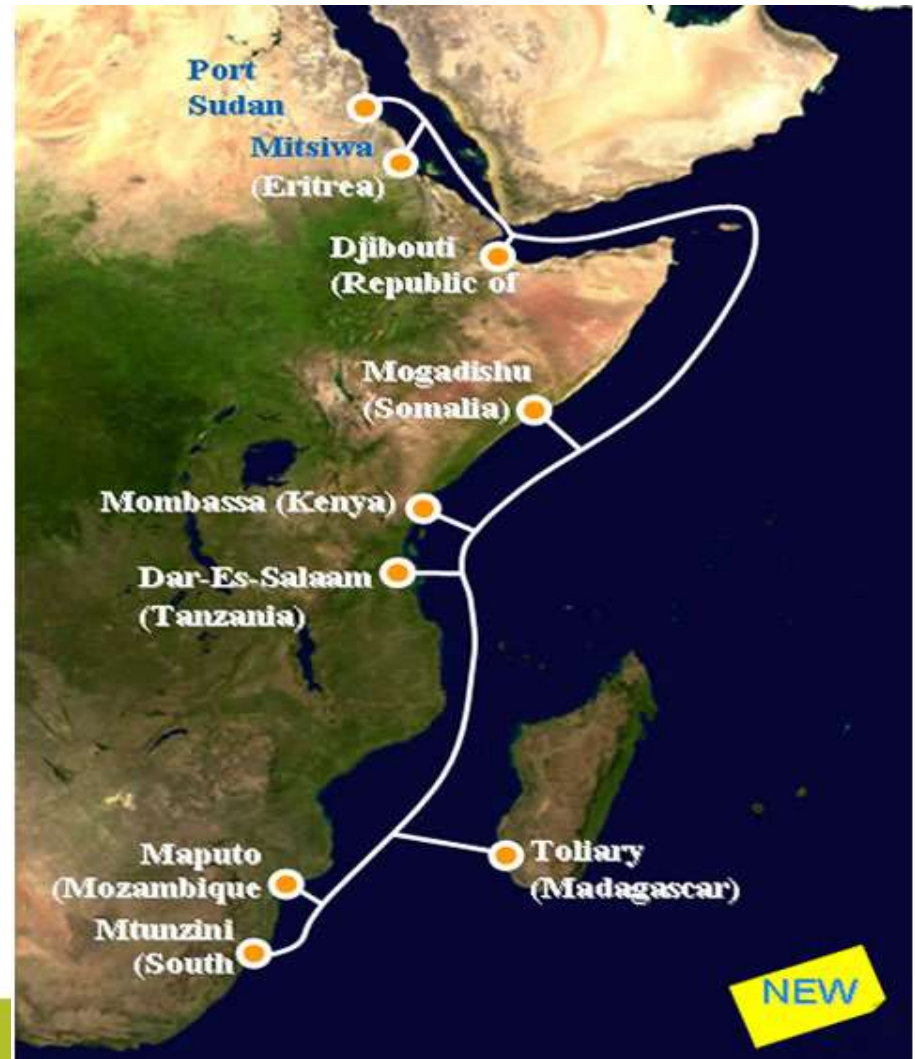 Port
Sudan
Mitsiwa
(Eritrea)
Djibouti
(Republic of
Mogadishu
(Somalia)
Mombassa (Kenya)
Dar-Es-Salaam
(Tanzania)
Toliary
(Madagascar)
Maputo
(Mozambique
Mtunzini
(South
NEW